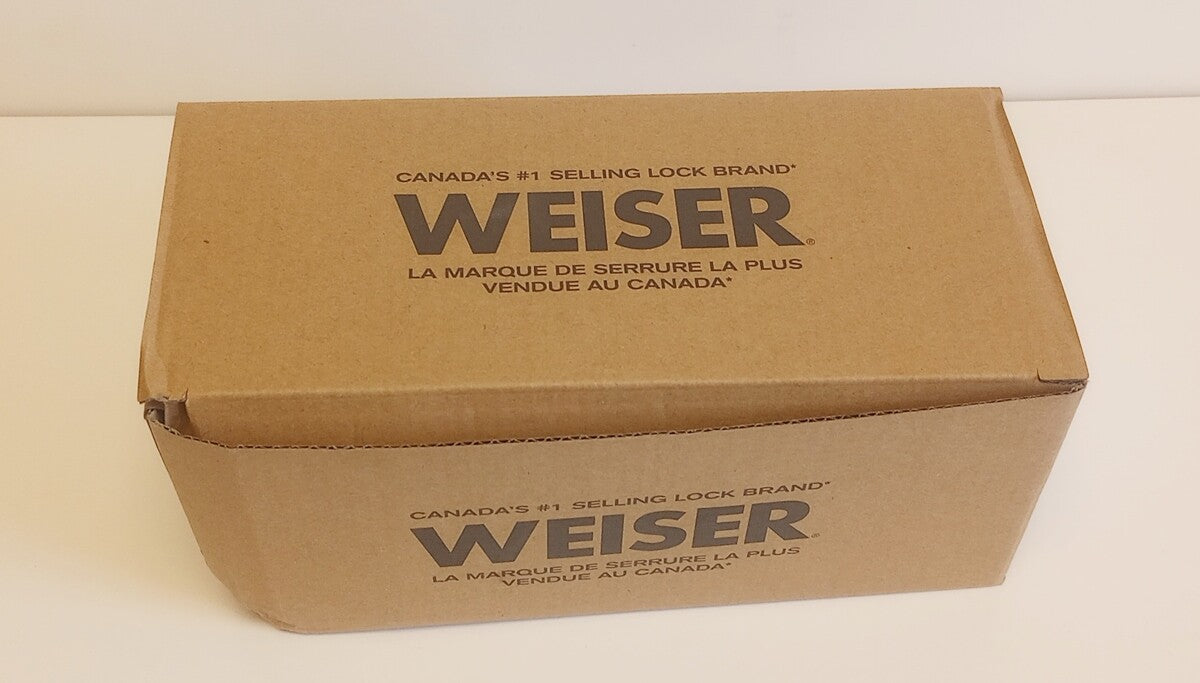 CANADA'S #1 SELLING LOCK BRAND*
WEISER®
LA MARQUE DE SERRURE LA PLUS
VENDUE AU CANADA*
CANADA'S #1 SELLING LOCK BRAND*
WEISER®
LA MARQUE DE SERRURE LA PLUS
VENDUE AU CANADA*